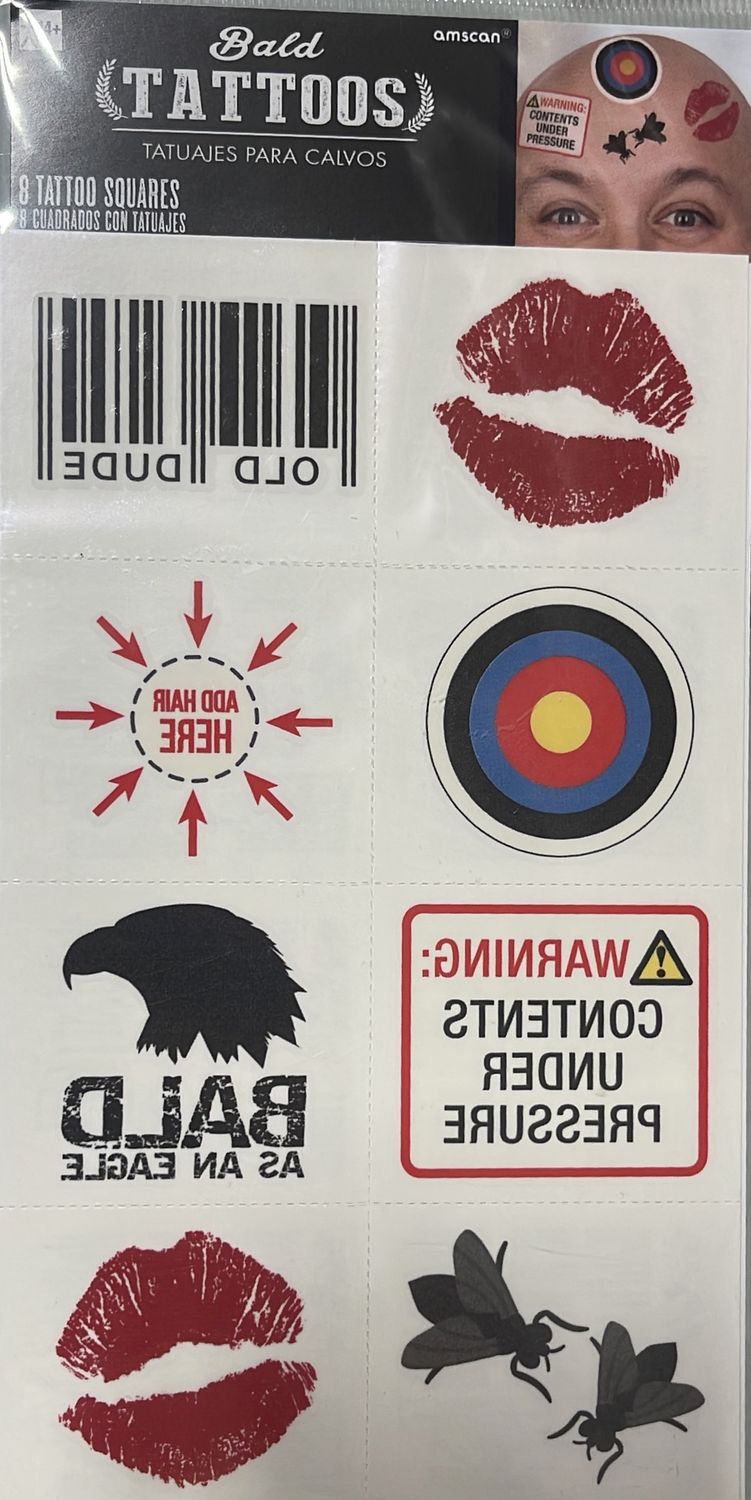 Bald
amscan®
TATTOOS
TATUAJES PARA CALVOS
8 TATTOO SQUARES
8 CUADRADOS CON TATUAJES
WARNING:
CONTENTS
UNDER
PRESSURE
OLD DUDE
ADD HAIR
HERE
BALD
AS AN EAGLE
WARNING:
CONTENTS
UNDER
PRESSURE